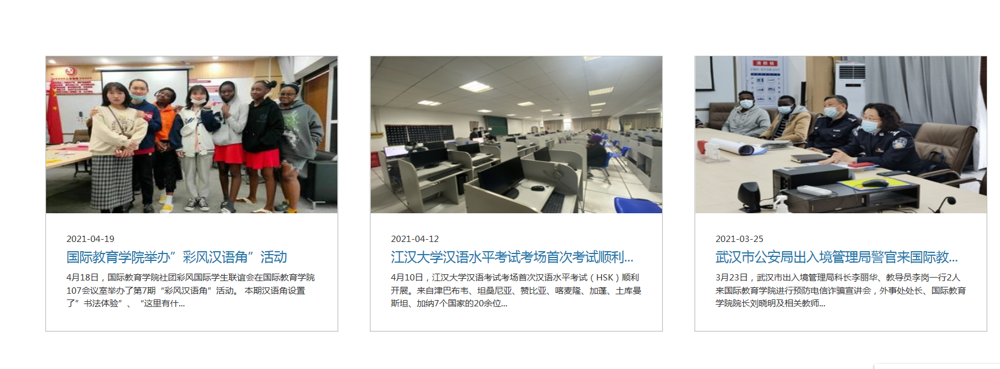 消防栓
FIRE HYDRANT
2021-04-19
国际教育学院举办”彩风汉语角”活动
4月18日，国际教育学院社团彩风国际学生联谊会在国际教育学院
107会议室举办了第7期“彩风汉语角”活动。 本期汉语角设置
了”书法体验”、“这里有什...
2021-04-12
江汉大学汉语水平考试考场首次考试顺利...
4月10日，江汉大学汉语考试考场首次汉语水平考试（HSK）顺利
开展。来自津巴布韦、坦桑尼亚、赞比亚、喀麦隆、加蓬、土库曼
斯坦、加纳7个国家的20余位...
2021-03-25
武汉市公安局出入境管理局警官来国际教...
3月23日，武汉市出入境管理局科长李丽华、教导员李岗一行2人
来国际教育学院进行预防电信诈骗宣讲会，外事处处长、国际教育
学院院长刘晓明及相关教师...